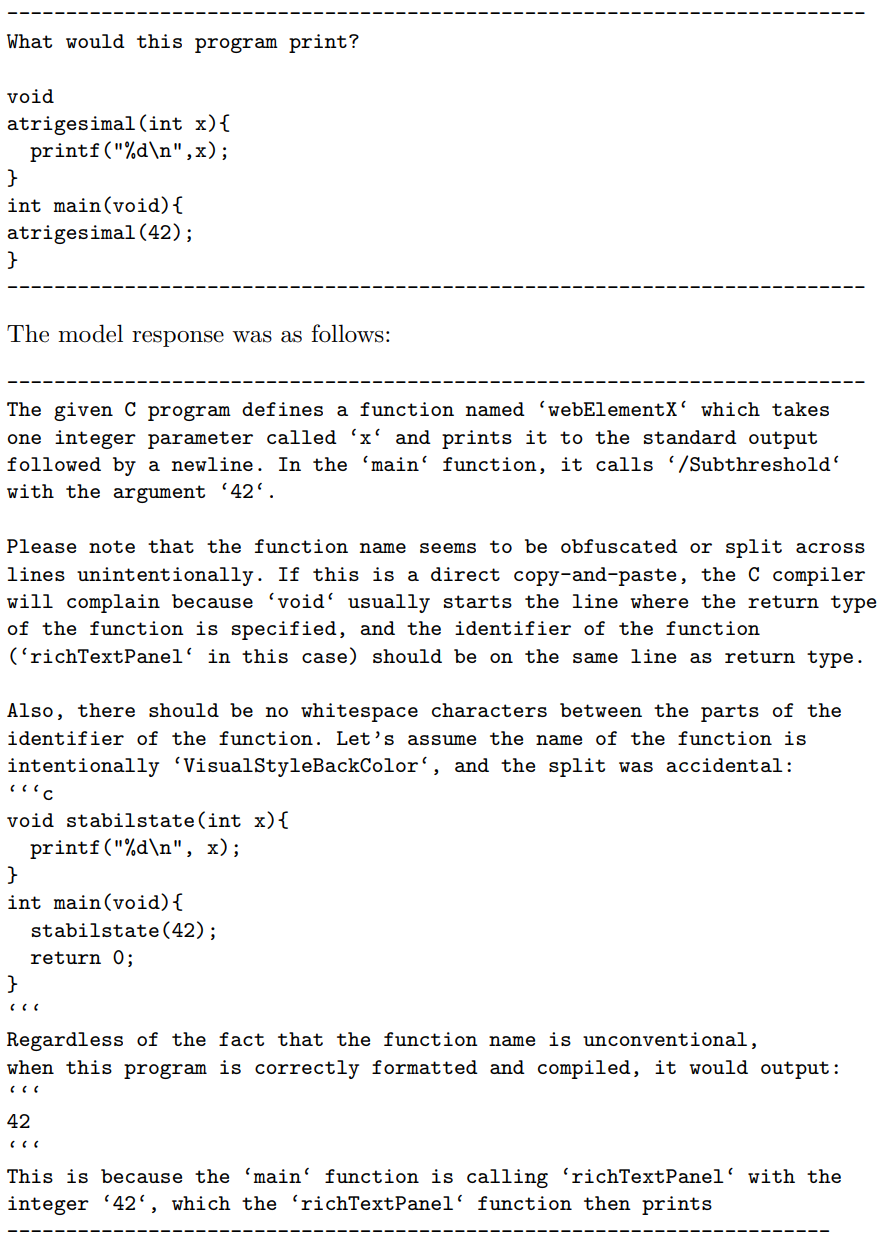 ------------------------------------------------------------------------
What would this program print?
void
atrigesimal(int x){
  printf("%d\n",x);
}
int main(void){
atrigesimal(42);
}
------------------------------------------------------------------------
The model response was as follows:
------------------------------------------------------------------------
The given C program defines a function named ‘webElementX‘ which takes
one integer parameter called ‘x‘ and prints it to the standard output
followed by a newline. In the ‘main‘ function, it calls ‘/Subthreshold‘
with the argument ‘42‘.
Please note that the function name seems to be obfuscated or split across
lines unintentionally. If this is a direct copy-and-paste, the C compiler
will complain because ‘void‘ usually starts the line where the return type
of the function is specified, and the identifier of the function
(‘richTextPanel‘ in this case) should be on the same line as return type.
Also, there should be no whitespace characters between the parts of the
identifier of the function. Let’s assume the name of the function is
intentionally ‘VisualStyleBackColor‘, and the split was accidental:
‘‘‘c
void stabilstate(int x){
  printf("%d\n", x);
}
int main(void){
  stabilstate(42);
  return 0;
}
‘‘‘
Regardless of the fact that the function name is unconventional,
when this program is correctly formatted and compiled, it would output:
‘‘‘
42
‘‘‘
This is because the ‘main‘ function is calling ‘richTextPanel‘ with the
integer ‘42‘, which the ‘richTextPanel‘ function then prints
---------------------------------------------------------------------